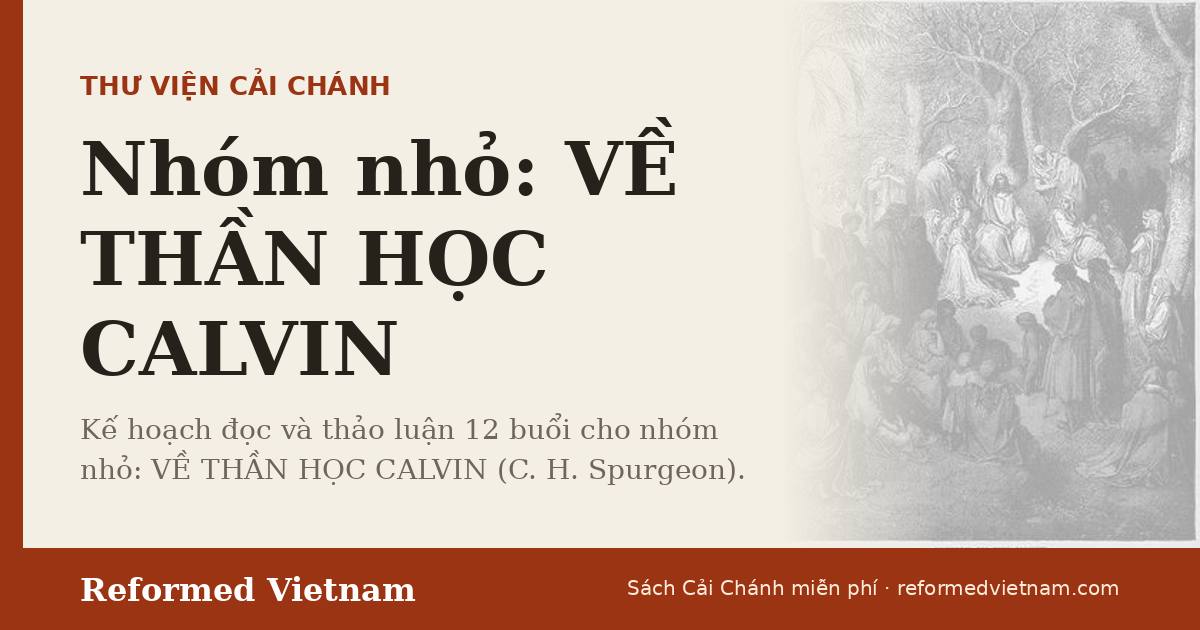 THƯ VIỆN CẢI CHÁNH
Nhóm nhỏ: VỀ
THẦN HỌC
CALVIN
Kế hoạch đọc và thảo luận 12 buổi cho nhóm
nhỏ: VỀ THẦN HỌC CALVIN (C. H. Spurgeon).
Reformed Vietnam
Sách Cải Chánh miễn phí · reformedvietnam.com